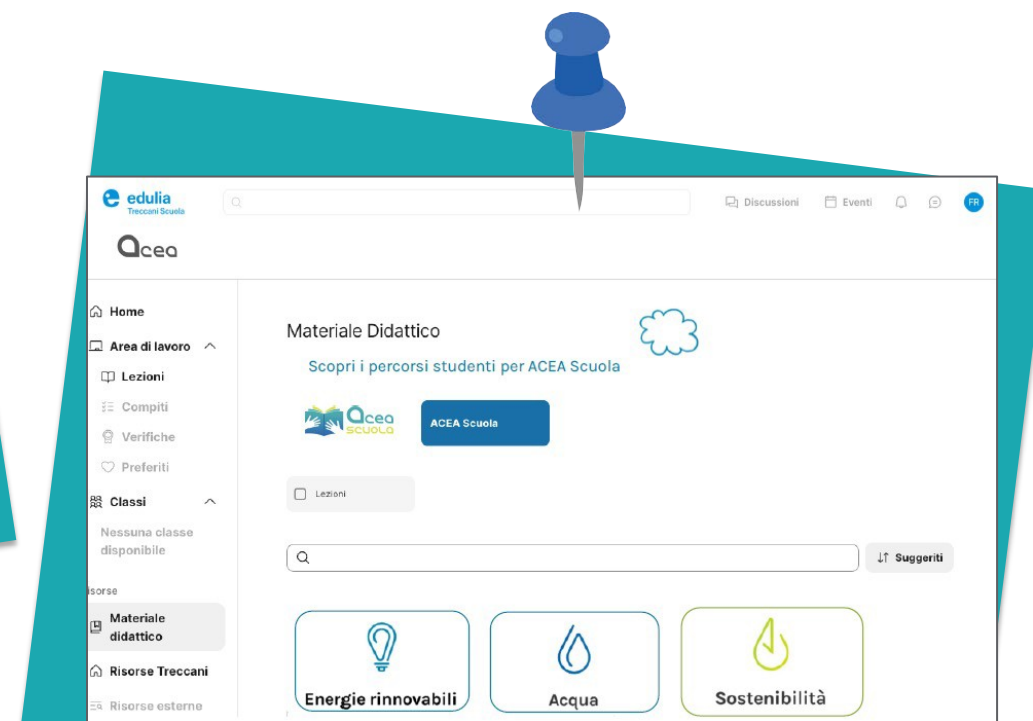 edulia
Treccani Scuola
Discussioni
Eventi
FR
acea
Home
Area di lavoro
Lezioni
Compiti
Verifiche
Preferiti
Classi
Nessuna classe
disponibile
isorse
Materiale
didattico
Risorse Treccani
Risorse esterne
Materiale Didattico
Scopri i percorsi studenti per ACEA Scuola
acea
SCUOLA
ACEA Scuola
Lezioni
Suggeriti
Energie rinnovabili
Acqua
Sostenibilità